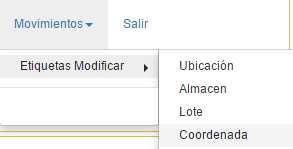 Movimientos Salir
Etiquetas Modificar
Ubicación
Almacen
Lote
Coordenada